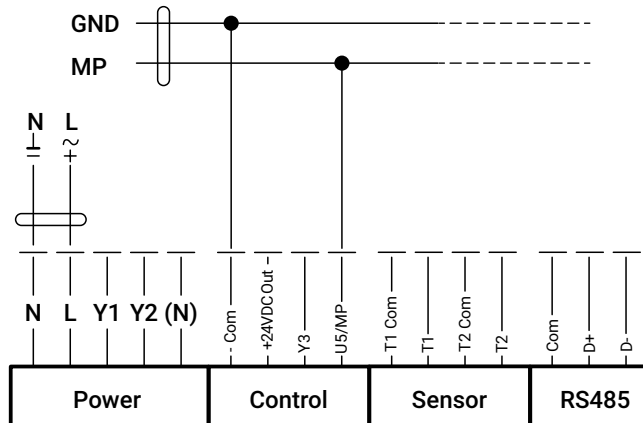 GND
MP
N L
N L Y1 Y2 (N) - Com +24VDC Out Y3 U5/MP T1 Com T1 T2 Com T2 Com D+ D-
Power Control Sensor RS485